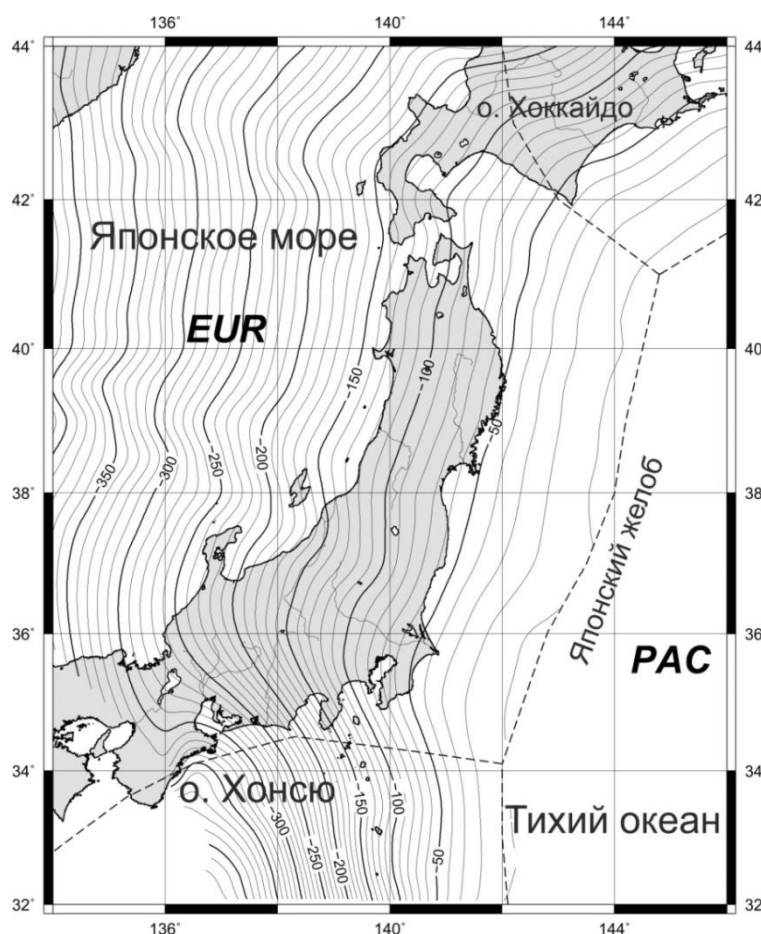 136° 140° 144°
44 44
о. Хоккайдо
42 42
Японское море
EUR
40 40
-150
-100
-50
-200
-250
-300
-350
38 38
Японский желоб
36 36
PAC
34 34
о. Хонсю
-300
-250
-200
-150
-100
-50
Тихий океан
32 32
136° 140° 144°